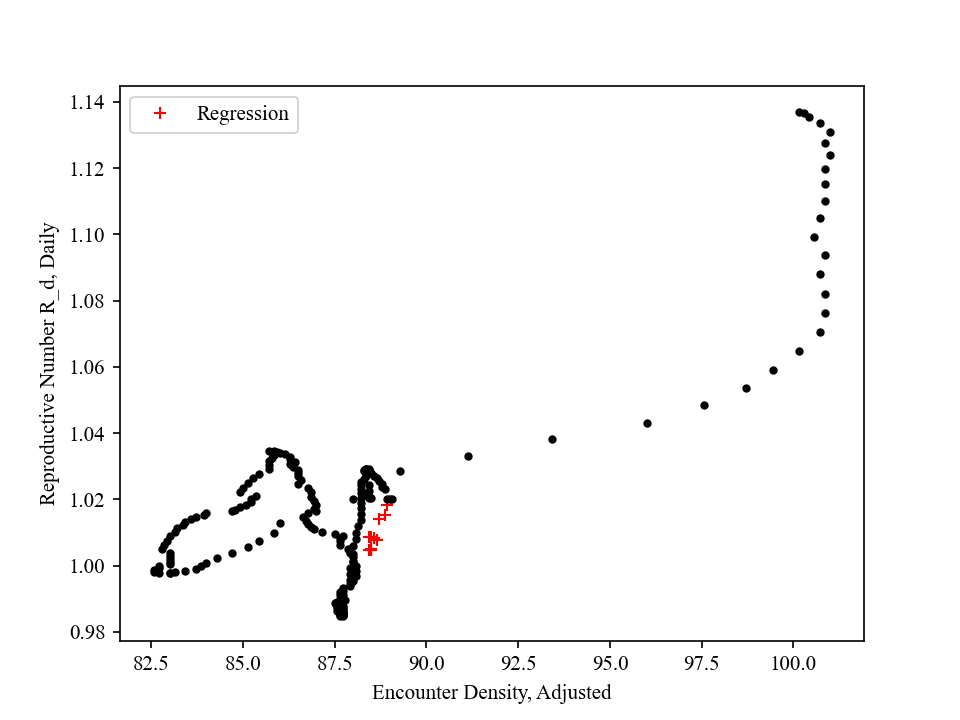 Regression
1.14
1.12
1.10
1.08
1.06
1.04
1.02
1.00
0.98
Reproductive Number R_d, Daily
82.5 85.0 87.5 90.0 92.5 95.0 97.5 100.0
Encounter Density, Adjusted